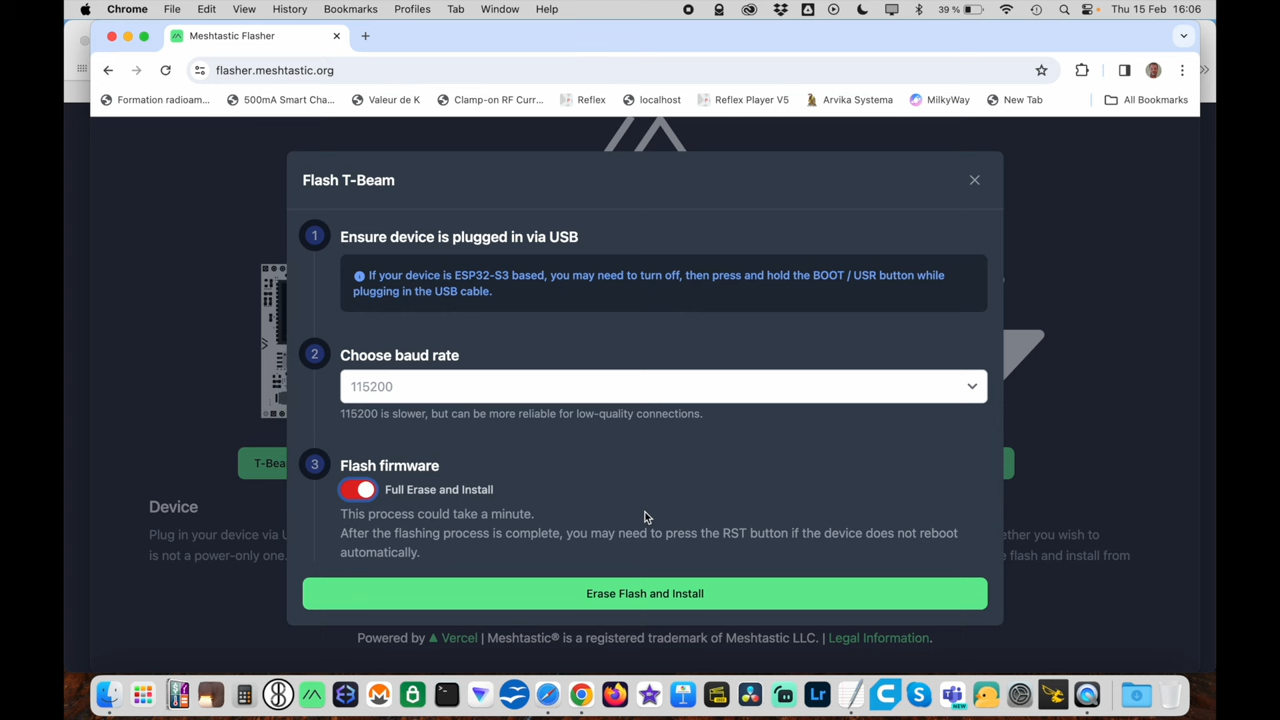 Chrome File Edit View History Bookmarks Profiles Tab Window Help 39 % Thu 15 Feb 16:06
Meshtastic Flasher
flasher.meshtastic.org
Formation radioam... 500mA Smart Cha... Valeur de K Clamp-on RF Curr... Reflex localhost Reflex Player V5 Arvika Systema MilkyWay New Tab All Bookmarks
Flash T-Beam
1 Ensure device is plugged in via USB
If your device is ESP32-S3 based, you may need to turn off, then press and hold the BOOT / USR button while
plugging in the USB cable.
2 Choose baud rate
115200
115200 is slower, but can be more reliable for low-quality connections.
3 Flash firmware
Full Erase and Install
This process could take a minute.
After the flashing process is complete, you may need to press the RST button if the device does not reboot
automatically.
Erase Flash and Install
T-Bea
Device
Plug in your device via U
is not a power-only one.
ether you wish to
e flash and install from
Powered by Vercel | Meshtastic® is a registered trademark of Meshtastic LLC. | Legal Information.
Lr
NEW